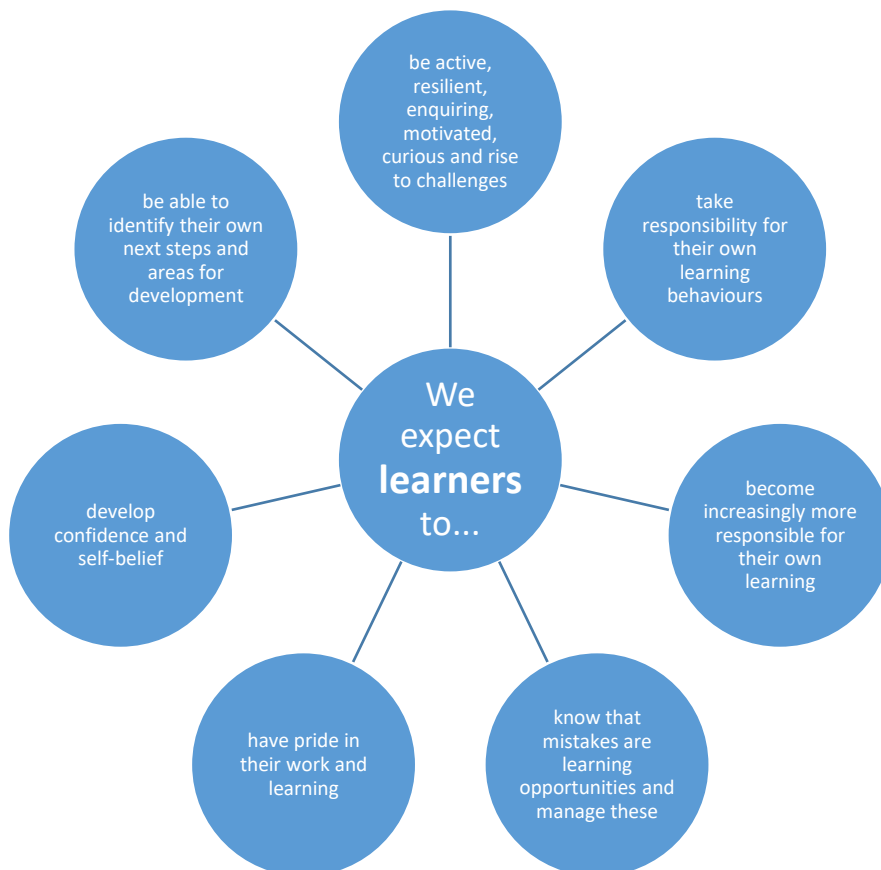 We
expect
learners
to...
be active,
resilient,
enquiring,
motivated,
curious and rise
to challenges
take
responsibility for
their own
learning
behaviours
become
increasingly more
responsible for
their own
learning
know that
mistakes are
learning
opportunities and
manage these
have pride in
their work and
learning
develop
confidence and
self-belief
be able to
identify their own
next steps and
areas for
development